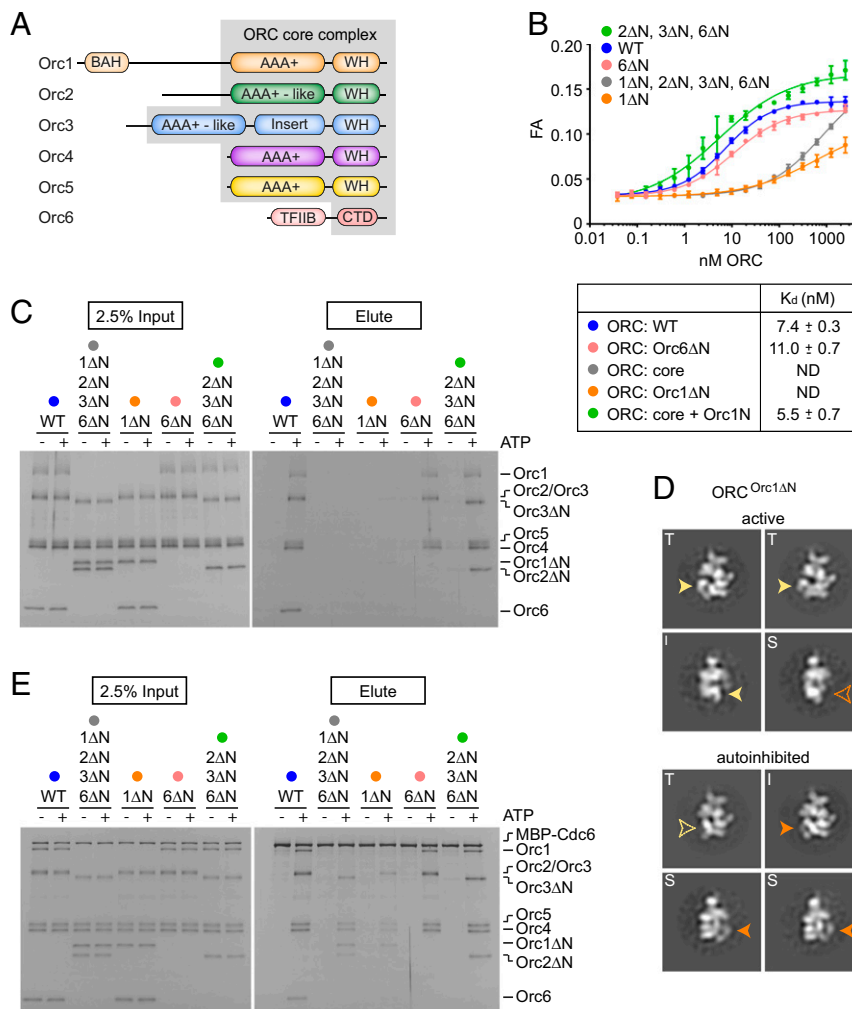 A
ORC core complex
Orc1 BAH AAA+ WH
Orc2 AAA+ - like WH
Orc3 AAA+ - like Insert WH
Orc4 AAA+ WH
Orc5 AAA+ WH
Orc6 TFIIB CTD
B
2ΔN, 3ΔN, 6ΔN
WT
6ΔN
1ΔN, 2ΔN, 3ΔN, 6ΔN
1ΔN
FA
0.20
0.15
0.10
0.05
0
0.01 0.1 1 10 100 1000
nM ORC
Kd (nM)
ORC: WT 7.4 ± 0.3
ORC: Orc6ΔN 11.0 ± 0.7
ORC: core ND
ORC: Orc1ΔN ND
ORC: core + Orc1N 5.5 ± 0.7
C
2.5% Input Elute
1ΔN 1ΔN
2ΔN 2ΔN 2ΔN 2ΔN
3ΔN 3ΔN 3ΔN 3ΔN
WT 6ΔN 1ΔN 6ΔN 6ΔN WT 6ΔN 1ΔN 6ΔN 6ΔN
- + - + - + - + - + - + - + - + - + - + ATP
Orc1
Orc2/Orc3
Orc3ΔN
Orc5
Orc4
Orc1ΔN
Orc2ΔN
Orc6
D
ORC Orc1ΔN
active
T T
I S
autoinhibited
T I
S S
E
2.5% Input Elute
1ΔN 1ΔN
2ΔN 2ΔN 2ΔN 2ΔN
3ΔN 3ΔN 3ΔN 3ΔN
WT 6ΔN 1ΔN 6ΔN 6ΔN WT 6ΔN 1ΔN 6ΔN 6ΔN
- + - + - + - + - + - + - + - + - + - + ATP
MBP-Cdc6
Orc1
Orc2/Orc3
Orc3ΔN
Orc5
Orc4
Orc1ΔN
Orc2ΔN
Orc6